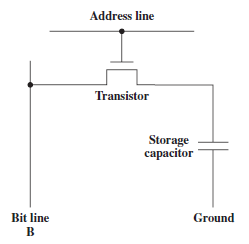 Address line
Transistor
Storage
capacitor
Bit line
B
Ground